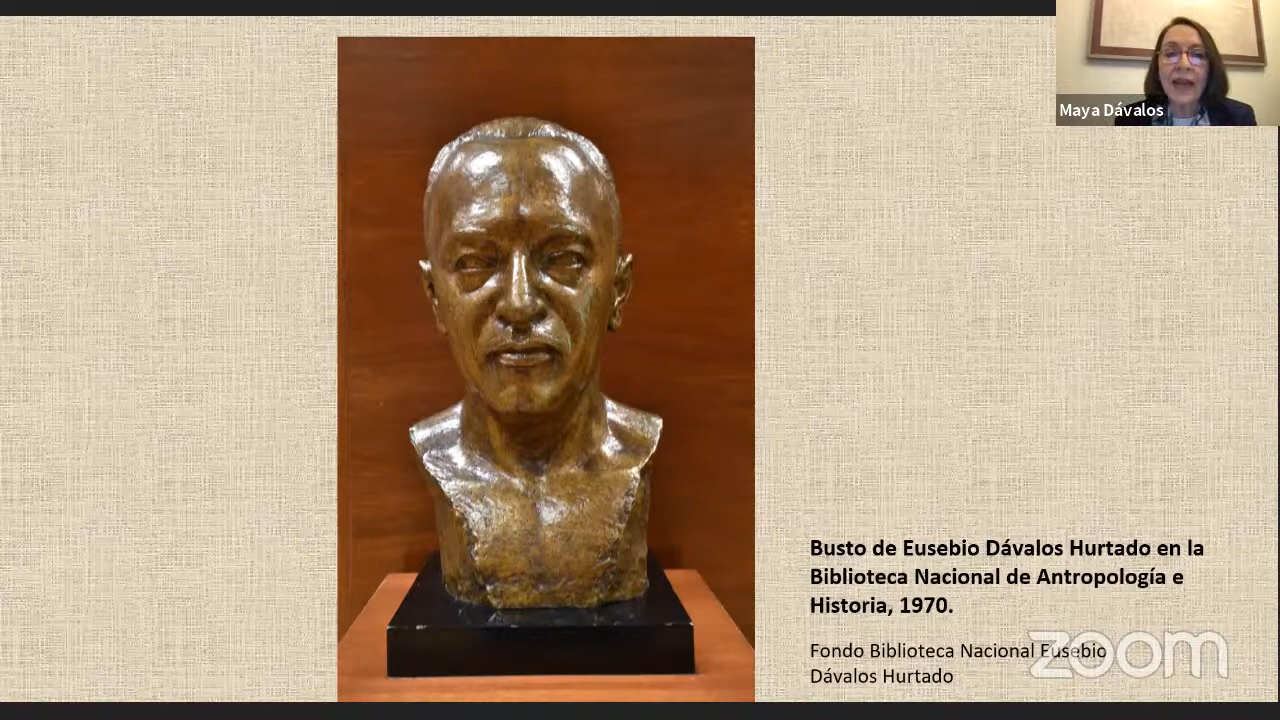 Maya Dávalos
Busto de Eusebio Dávalos Hurtado en la
Biblioteca Nacional de Antropología e
Historia, 1970.
Fondo Biblioteca Nacional Eusebio
Dávalos Hurtado
zoom